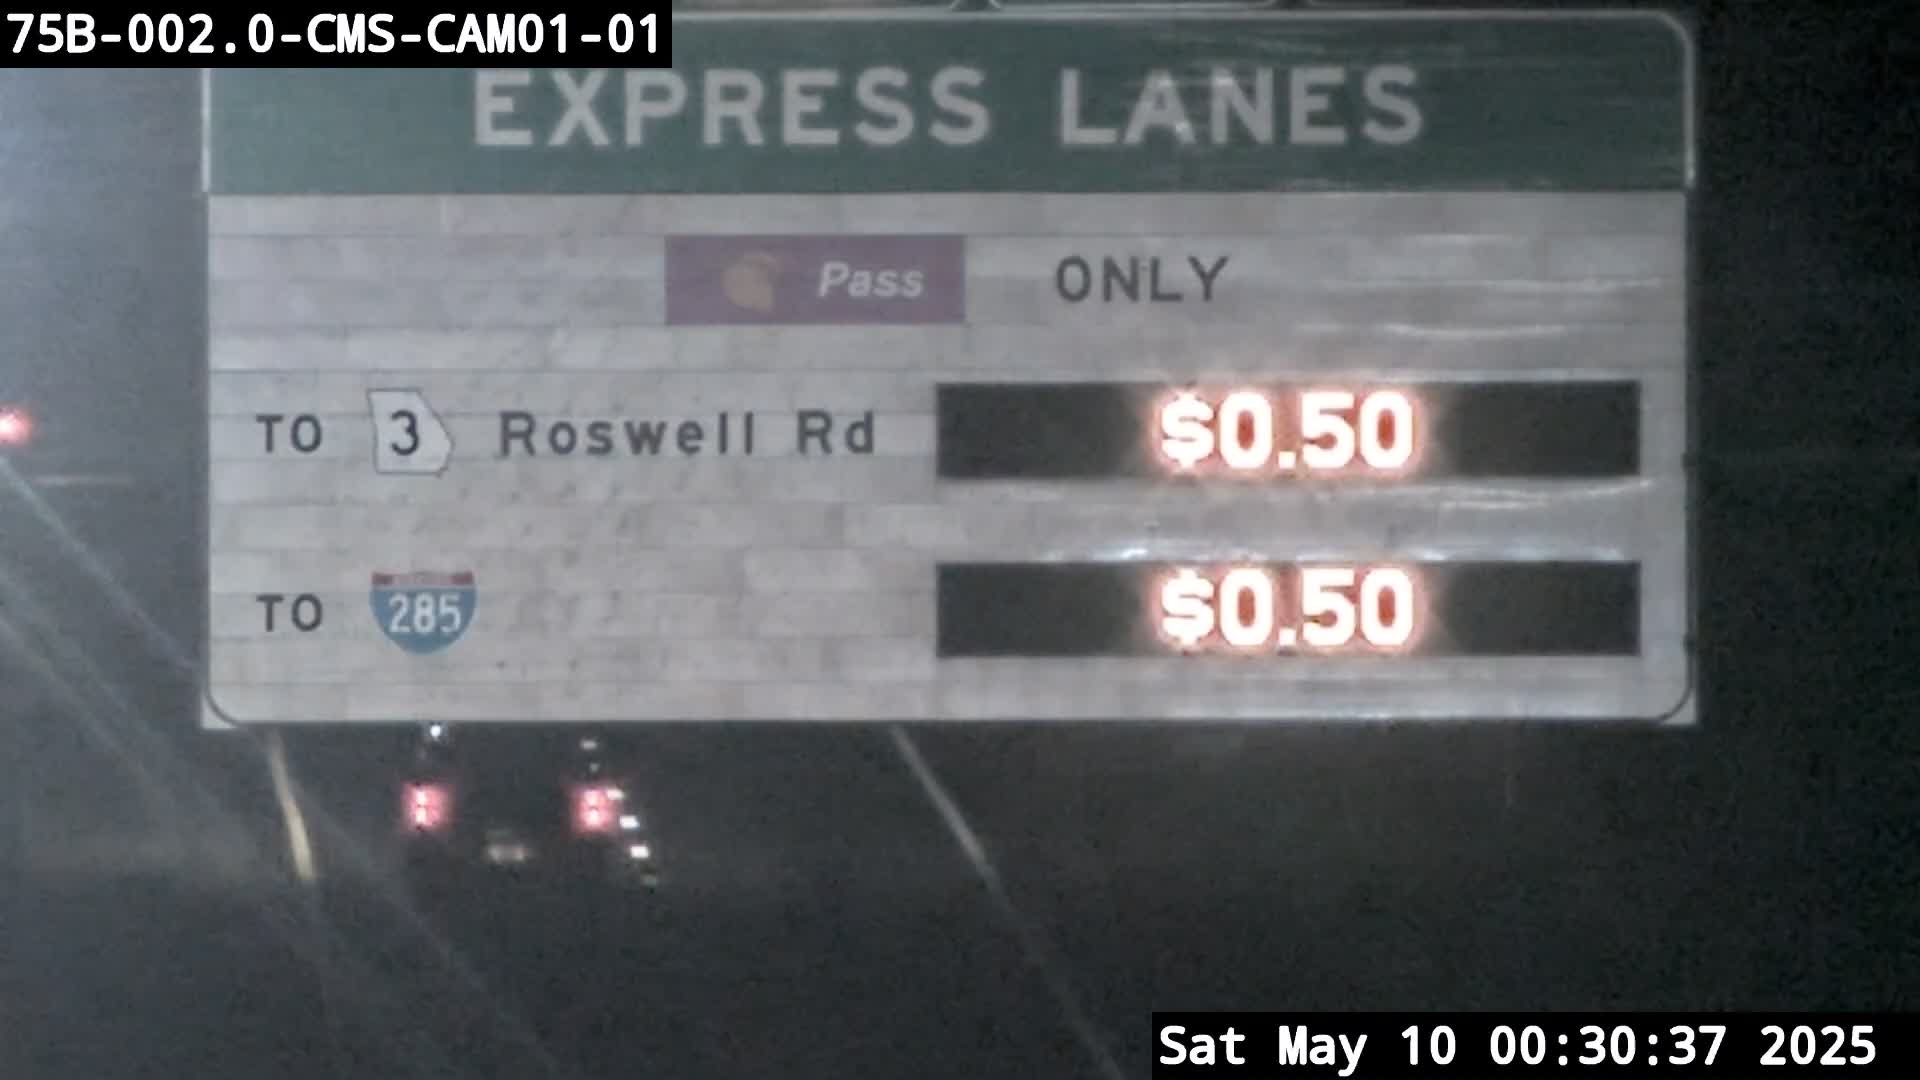 75B-002.0-CMS-CAM01-01
EXPRESS LANES
Pass ONLY
TO 3 Roswell Rd $0.50
TO 285 $0.50
Sat May 10 00:30:37 2025